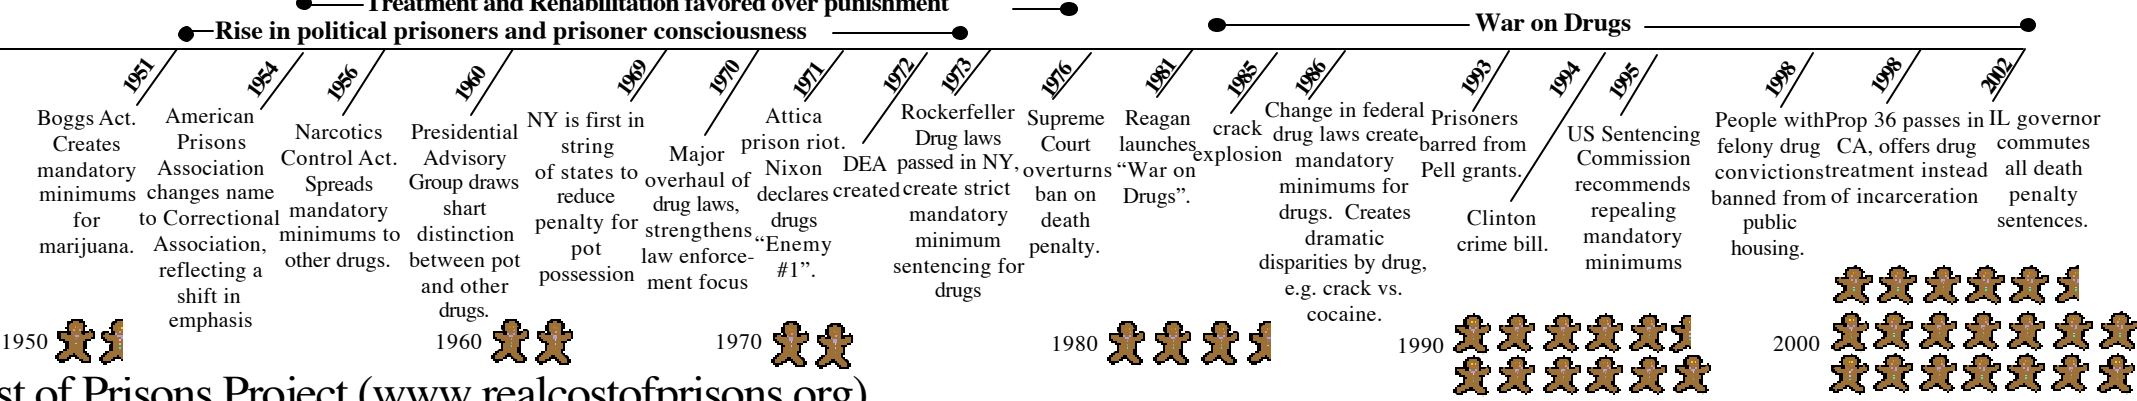 Treatment and Rehabilitation favored over punishment
Rise in political prisoners and prisoner consciousness
War on Drugs
1951
Boggs Act.
Creates
mandatory
minimums
for
marijuana.
1954
American
Prisons
Association
changes name
to Correctional
Association,
reflecting a
shift in
emphasis
1956
Narcotics
Control Act.
Spreads
mandatory
minimums to
other drugs.
1960
Presidential
Advisory
Group draws
shart
distinction
between pot
and other
drugs.
1969
NY is first in
string
of states to
reduce
penalty for
pot
possession
1970
Major
overhaul of
drug laws,
strengthens
law enforce-
ment focus
1971
Attica
prison riot.
Nixon
declares
drugs
“Enemy
#1”.
1972
DEA
created
1973
Rockerfeller
Drug laws
passed in NY,
create strict
mandatory
minimum
sentencing for
drugs
1976
Supreme
Court
overturns
ban on
death
penalty.
1981
Reagan
launches
“War on
Drugs”.
1985
crack
explosion
1986
Change in federal
drug laws create
mandatory
minimums for
drugs. Creates
dramatic
disparities by drug,
e.g. crack vs.
cocaine.
1993
Prisoners
barred from
Pell grants.
1994
Clinton
crime bill.
1995
US Sentencing
Commission
recommends
repealing
mandatory
minimums
1998
People with
felony drug
convictions
banned from
public
housing.
1998
Prop 36 passes in
CA, offers drug
treatment instead
of incarceration
2002
IL governor
commutes
all death
penalty
sentences.
1950
1960
1970
1980
1990
2000
st of Prisons Project (www.realcostofprisons.org)